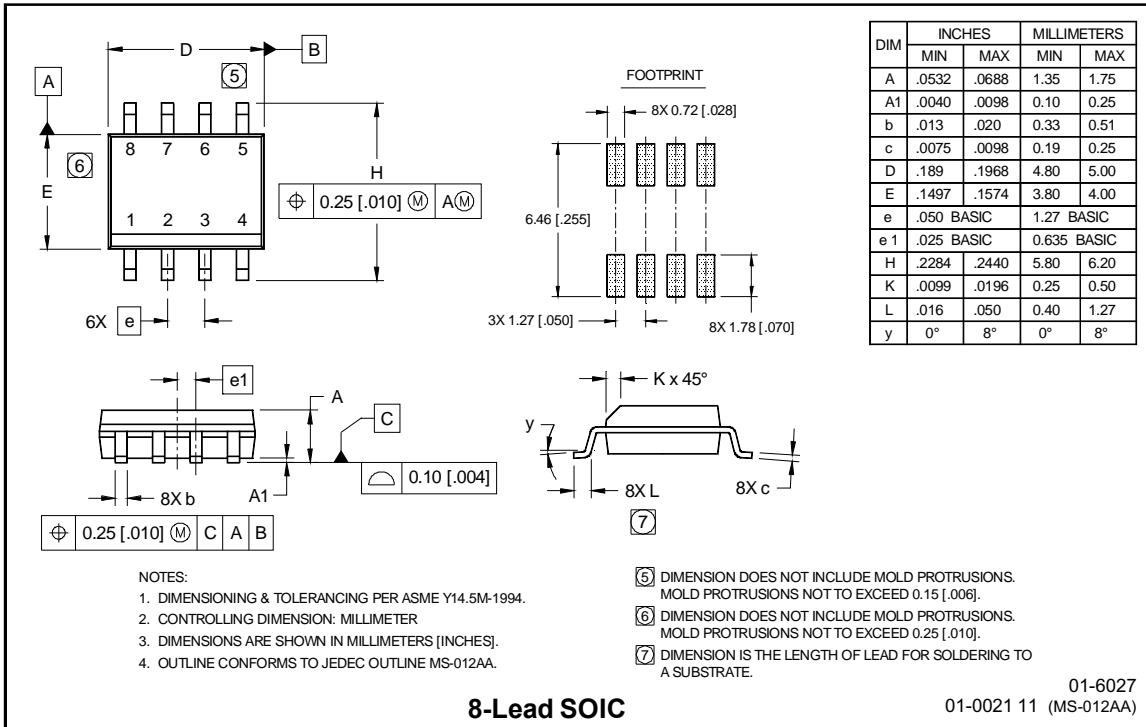 D
B
5
A
8 7 6 5
6
E
H
⌖ 0.25 [.010] Ⓜ A Ⓜ
1 2 3 4
6X e
FOOTPRINT
8X 0.72 [.028]
6.46 [.255]
3X 1.27 [.050]
8X 1.78 [.070]
DIM INCHES MILLIMETERS
MIN MAX MIN MAX
A .0532 .0688 1.35 1.75
A1 .0040 .0098 0.10 0.25
b .013 .020 0.33 0.51
c .0075 .0098 0.19 0.25
D .189 .1968 4.80 5.00
E .1497 .1574 3.80 4.00
e .050 BASIC 1.27 BASIC
e 1 .025 BASIC 0.635 BASIC
H .2284 .2440 5.80 6.20
K .0099 .0196 0.25 0.50
L .016 .050 0.40 1.27
y 0° 8° 0° 8°
e1
A
C
⌓ 0.10 [.004]
8X b
A1
⌖ 0.25 [.010] Ⓜ C A B
K x 45°
y
8X L
8X c
7
NOTES:
1. DIMENSIONING & TOLERANCING PER ASME Y14.5M-1994.
2. CONTROLLING DIMENSION: MILLIMETER
3. DIMENSIONS ARE SHOWN IN MILLIMETERS [INCHES].
4. OUTLINE CONFORMS TO JEDEC OUTLINE MS-012AA.
5 DIMENSION DOES NOT INCLUDE MOLD PROTRUSIONS.
MOLD PROTRUSIONS NOT TO EXCEED 0.15 [.006].
6 DIMENSION DOES NOT INCLUDE MOLD PROTRUSIONS.
MOLD PROTRUSIONS NOT TO EXCEED 0.25 [.010].
7 DIMENSION IS THE LENGTH OF LEAD FOR SOLDERING TO
A SUBSTRATE.
8-Lead SOIC
01-6027
01-0021 11 (MS-012AA)